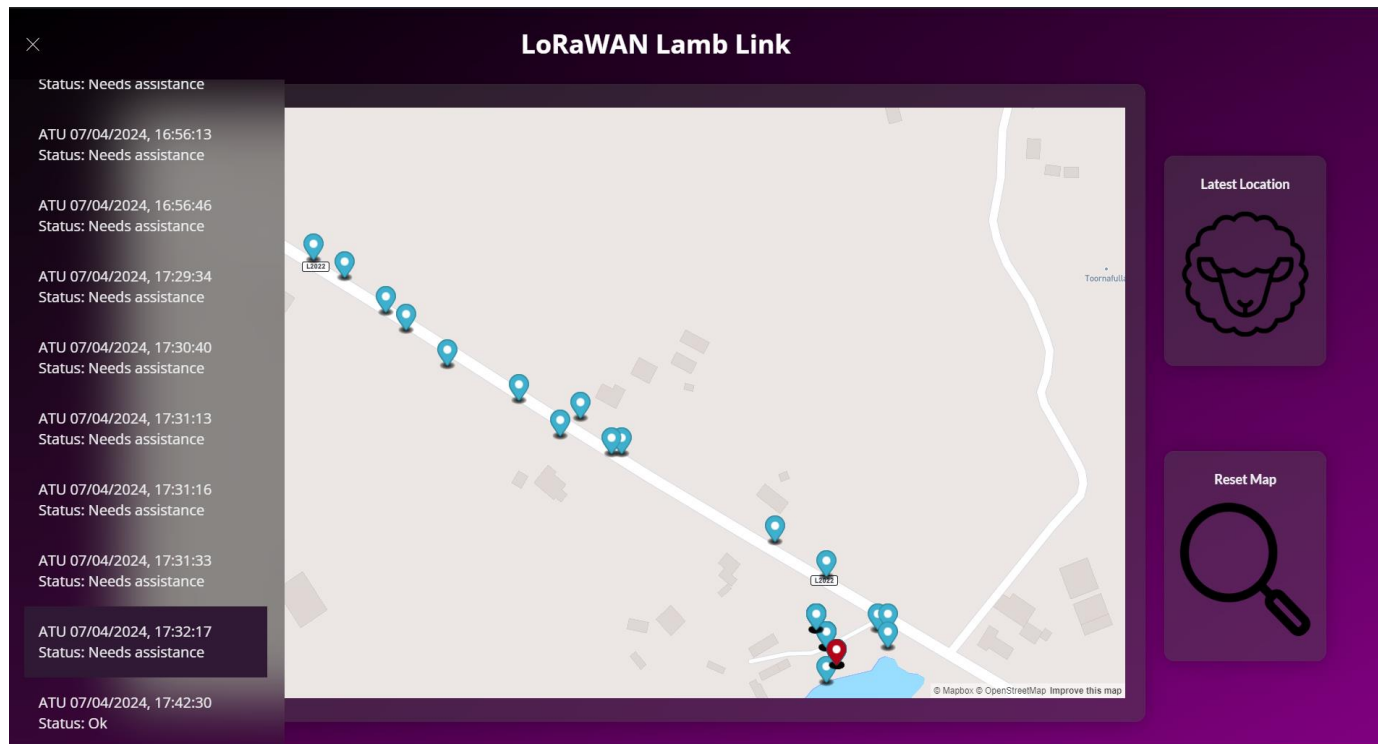 LoRaWAN Lamb Link
Status: Needs assistance
ATU 07/04/2024, 16:56:13
Status: Needs assistance
ATU 07/04/2024, 16:56:46
Status: Needs assistance
ATU 07/04/2024, 17:29:34
Status: Needs assistance
ATU 07/04/2024, 17:30:40
Status: Needs assistance
ATU 07/04/2024, 17:31:13
Status: Needs assistance
ATU 07/04/2024, 17:31:16
Status: Needs assistance
ATU 07/04/2024, 17:31:33
Status: Needs assistance
ATU 07/04/2024, 17:32:17
Status: Needs assistance
ATU 07/04/2024, 17:42:30
Status: Ok
L2022
Toornafull
L2022
© Mapbox © OpenStreetMap Improve this map
Latest Location
Reset Map